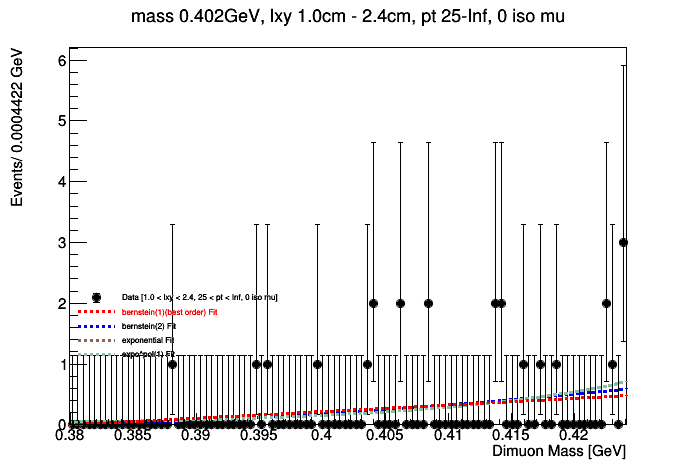 mass 0.402GeV, lxy 1.0cm - 2.4cm, pt 25-Inf, 0 iso mu
Events/ 0.0004422 GeV
6
5
4
3
2
1
0
Data [1.0 < lxy < 2.4, 25 < pt < Inf, 0 iso mu]
bernstein(1)(best order) Fit
bernstein(2) Fit
exponential Fit
expo*pol(1) Fit
0.38 0.385 0.39 0.395 0.4 0.405 0.41 0.415 0.42
Dimuon Mass [GeV]